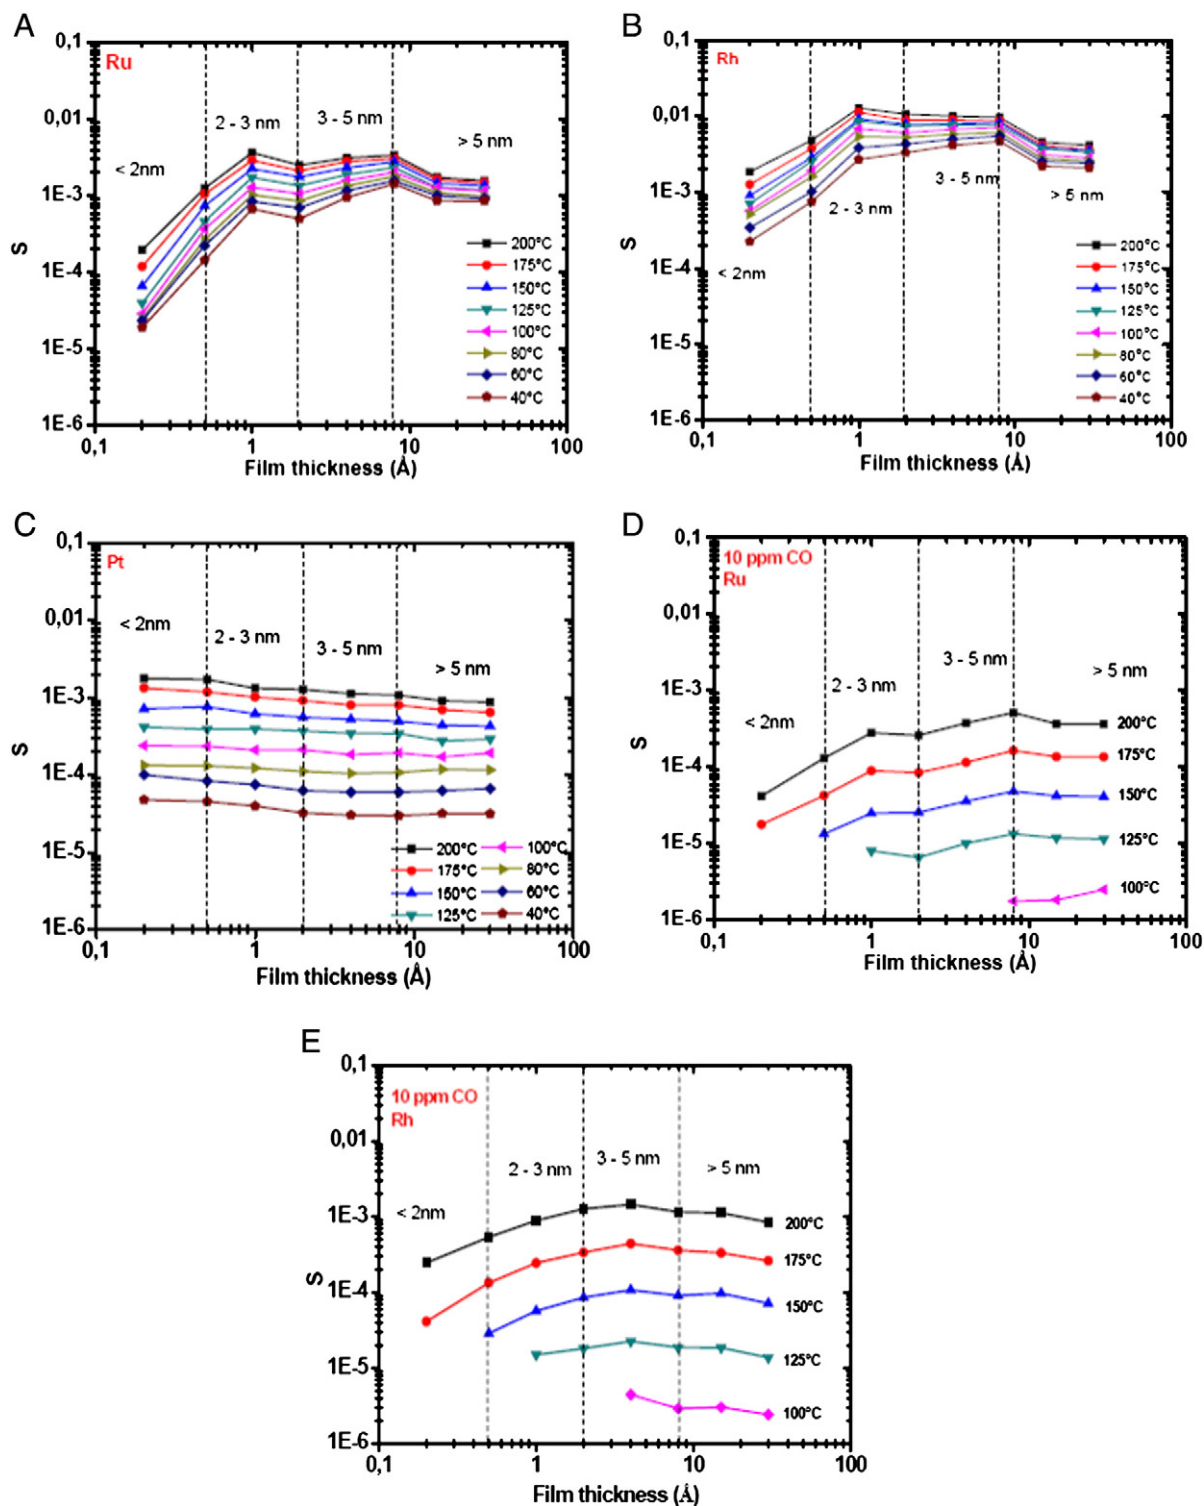 A
0,1
Ru
0,01
2 - 3 nm
3 - 5 nm
> 5 nm
< 2nm
1E-3
S
1E-4
1E-5
1E-6
200°C
175°C
150°C
125°C
100°C
80°C
60°C
40°C
0,1
1
10
100
Film thickness (Å)
B
0,1
Rh
0,01
1E-3
3 - 5 nm
2 - 3 nm
> 5 nm
S
1E-4
< 2nm
1E-5
1E-6
200°C
175°C
150°C
125°C
100°C
80°C
60°C
40°C
0,1
1
10
100
Film thickness (Å)
C
0,1
Pt
0,01
< 2nm
2 - 3 nm
3 - 5 nm
> 5 nm
1E-3
S
1E-4
1E-5
1E-6
200°C
100°C
175°C
80°C
150°C
60°C
125°C
40°C
0,1
1
10
100
Film thickness (Å)
D
0,1
10 ppm CO
Ru
0,01
3 - 5 nm
> 5 nm
2 - 3 nm
< 2nm
1E-3
200°C
S
1E-4
175°C
150°C
1E-5
125°C
100°C
1E-6
0,1
1
10
100
Film thickness (Å)
E
0,1
10 ppm CO
Rh
0,01
2 - 3 nm
3 - 5 nm
> 5 nm
< 2nm
1E-3
200°C
175°C
S
1E-4
150°C
1E-5
125°C
100°C
1E-6
0,1
1
10
100
Film thickness (Å)